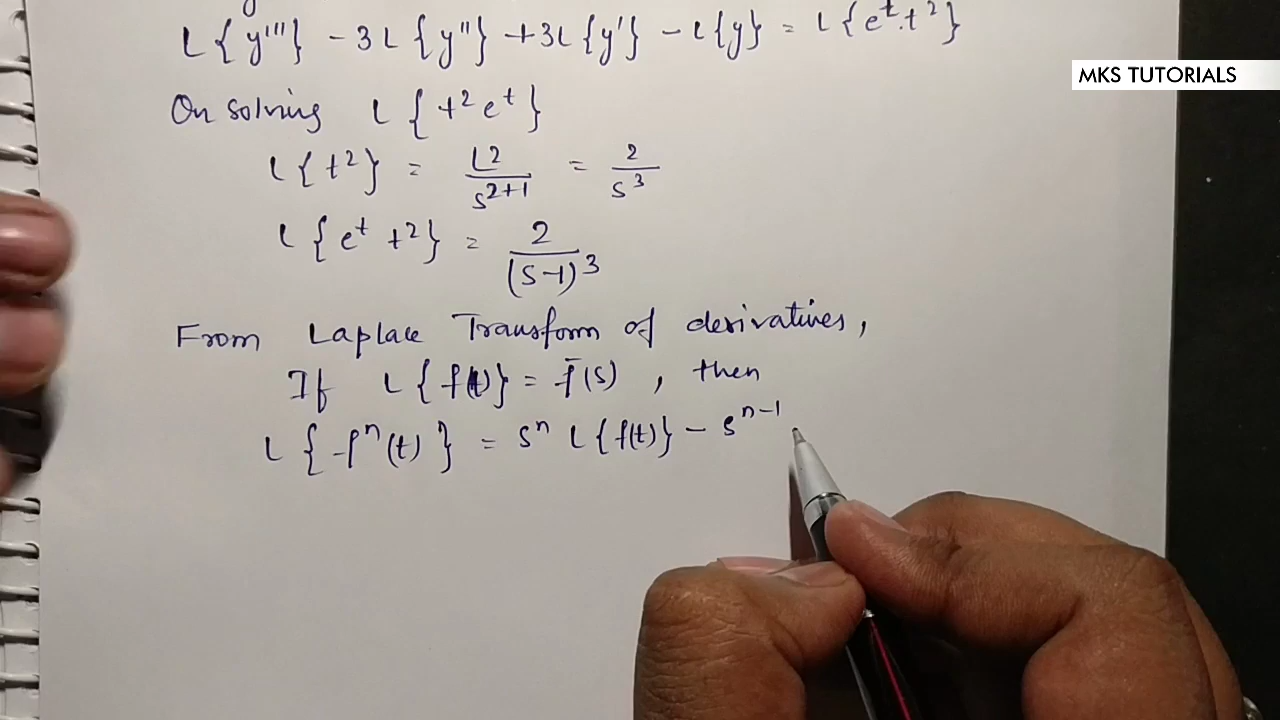 L{y'''} - 3L{y''} + 3L{y'} - L{y} = L{e^t.t^2}
MKS TUTORIALS
On solving L{t^2 e^t}
L{t^2} = ⌊2/s^{2+1} = 2/s^3
L{e^t t^2} = 2/(s-1)^3
From Laplace Transform of derivatives,
If L{f(t)} = f̄(s), then
L{f^n(t)} = s^n L{f(t)} - s^{n-1}